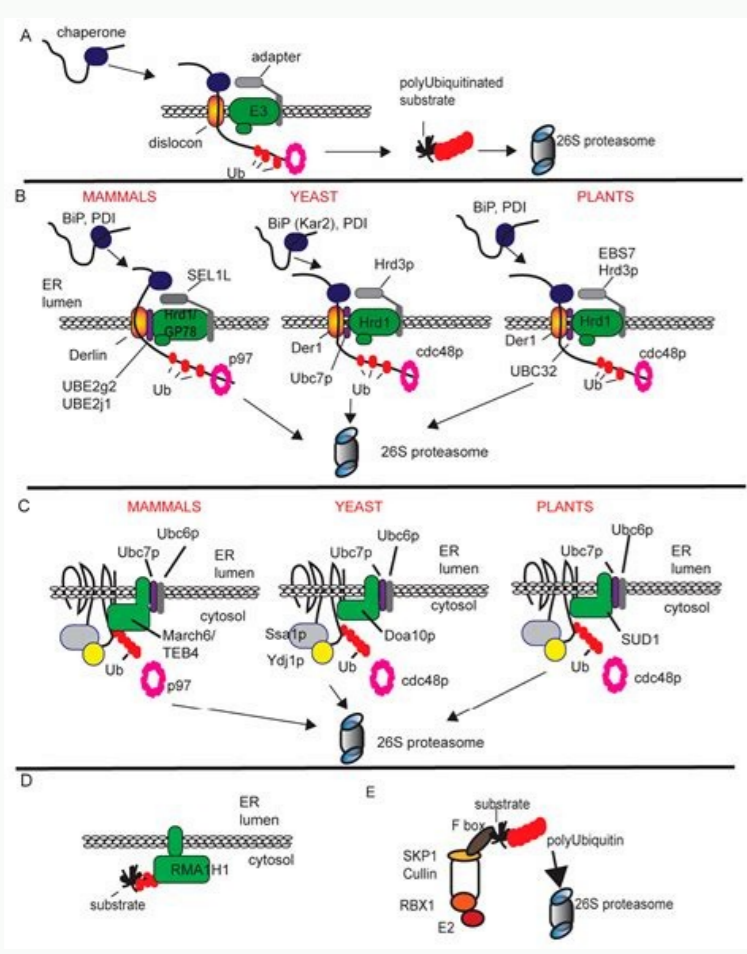 A
chaperone
adapter
E3
dislocon
Ub
polyUbiquitinated
substrate
26S proteasome
B
MAMMALS
YEAST
PLANTS
BiP, PDI
SEL1L
ER
lumen
Hrd1/
GP78
Derlin
p97
UBE2g2
UBE2j1
Ub
BiP (Kar2), PDI
Hrd3p
Hrd1
Der1
cdc48p
Ubc7p
Ub
BiP, PDI
EBS7
Hrd3p
Hrd1
Der1
cdc48p
UBC32
Ub
26S proteasome
C
MAMMALS
YEAST
PLANTS
Ubc6p
Ubc7p
ER
lumen
cytosol
March6/
TEB4
Ub
p97
Ubc6p
Ubc7p
ER
lumen
cytosol
Ssa1p
Doa10p
Ydj1p
Ub
cdc48p
Ubc6p
Ubc7p
ER
lumen
cytosol
SUD1
Ub
cdc48p
26S proteasome
D
ER
lumen
cytosol
RMA1H1
substrate
E
substrate
F box
polyUbiquitin
SKP1
Cullin
RBX1
E2
26S proteasome